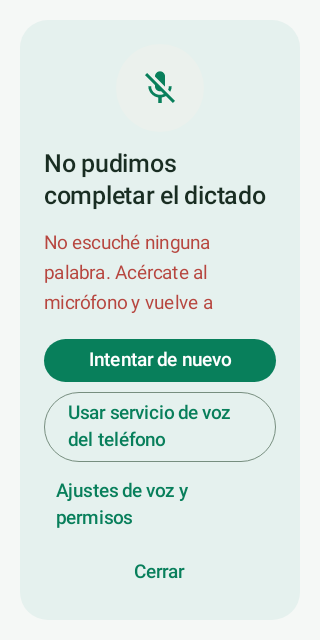 No pudimos
completar el dictado
No escuché ninguna
palabra. Acércate al
micrófono y vuelve a
Intentar de nuevo
Usar servicio de voz
del teléfono
Ajustes de voz y
permisos
Cerrar